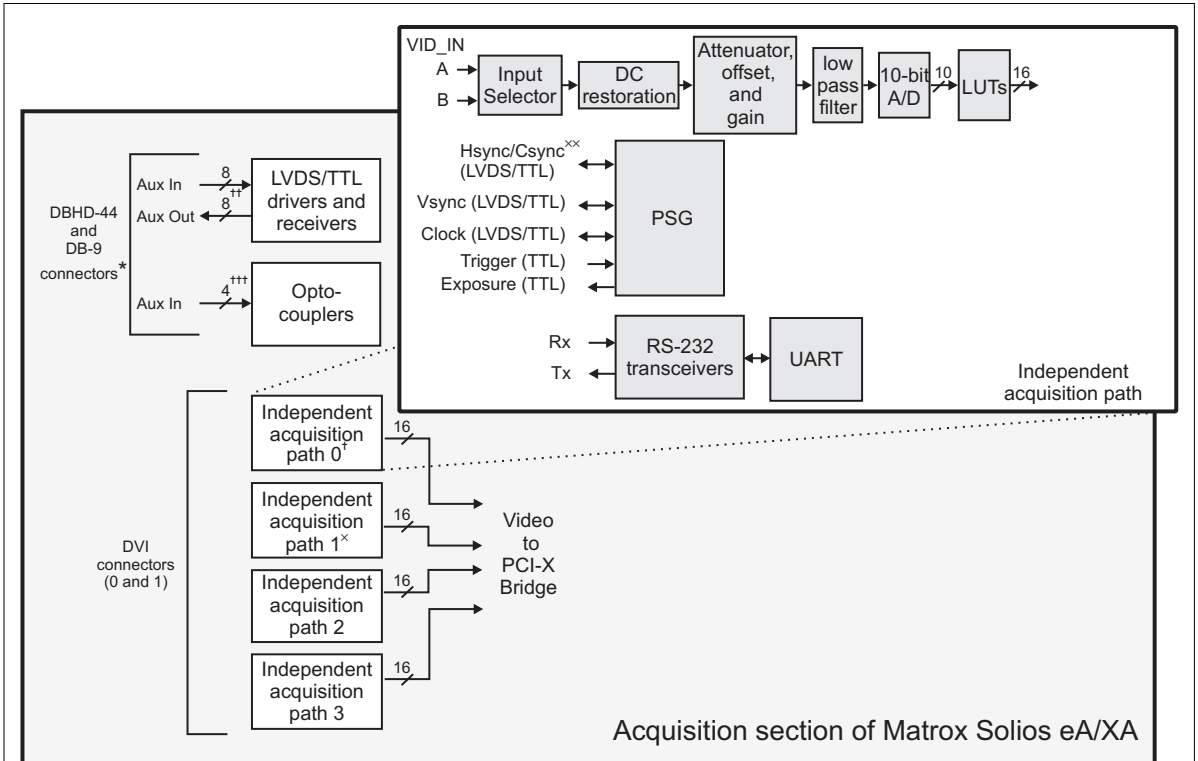 VID_IN
A
B
Input
Selector
DC
restoration
Attenuator,
offset,
and
gain
low
pass
filter
10-bit
A/D
10
LUTs
16
Hsync/Csync××
(LVDS/TTL)
Vsync (LVDS/TTL)
Clock (LVDS/TTL)
Trigger (TTL)
Exposure (TTL)
PSG
Rx
Tx
RS-232
transceivers
UART
Independent
acquisition path
DBHD-44
and
DB-9
connectors*
Aux In
8
Aux Out
8††
LVDS/TTL
drivers and
receivers
Aux In
4†††
Opto-
couplers
DVI
connectors
(0 and 1)
Independent
acquisition
path 0†
16
Independent
acquisition
path 1×
16
Independent
acquisition
path 2
16
Independent
acquisition
path 3
16
Video
to
PCI-X
Bridge
Acquisition section of Matrox Solios eA/XA